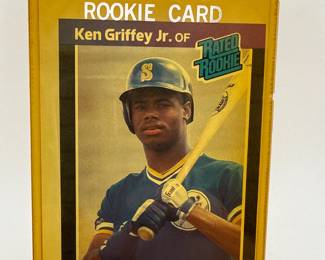 ROOKIE CARD
Ken Griffey Jr. OF
RATED
ROOKIE
S